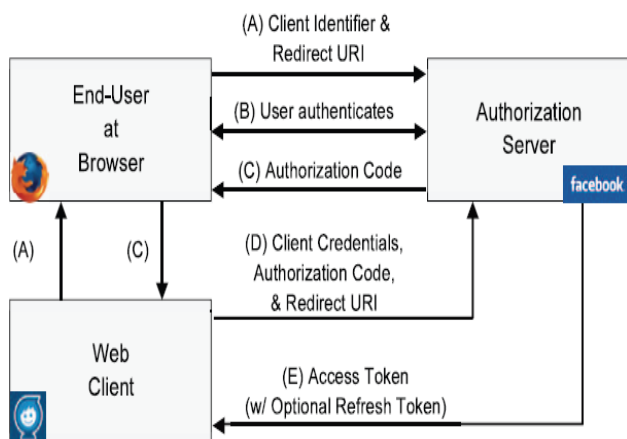 (A) Client Identifier &
Redirect URI
End-User
at
Browser
(B) User authenticates
Authorization
Server
(C) Authorization Code
facebook
(A)
(C)
(D) Client Credentials,
Authorization Code,
& Redirect URI
Web
Client
(E) Access Token
(w/ Optional Refresh Token)